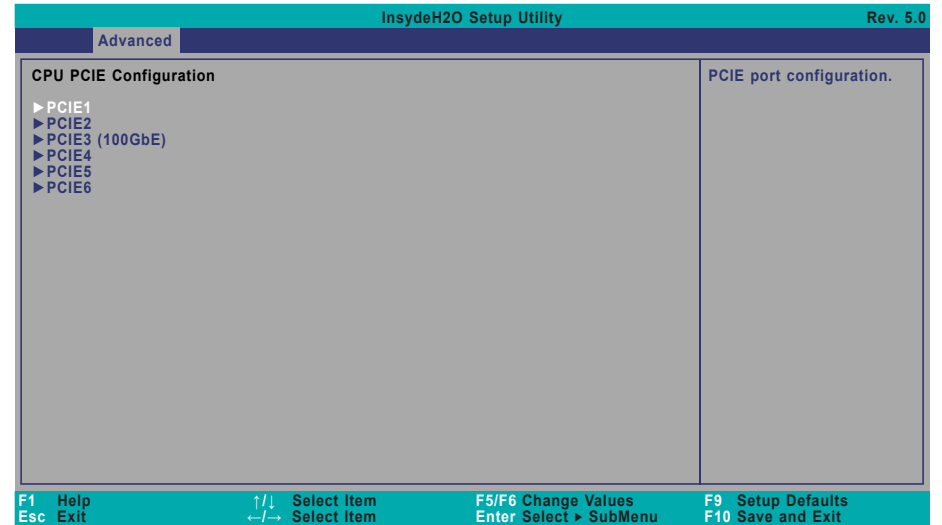 InsydeH2O Setup Utility Rev. 5.0
Advanced
CPU PCIE Configuration
PCIE port configuration.
►PCIE1
►PCIE2
►PCIE3 (100GbE)
►PCIE4
►PCIE5
►PCIE6
F1 Help ↑/↓ Select Item F5/F6 Change Values F9 Setup Defaults
Esc Exit ←/→ Select Item Enter Select ► SubMenu F10 Save and Exit